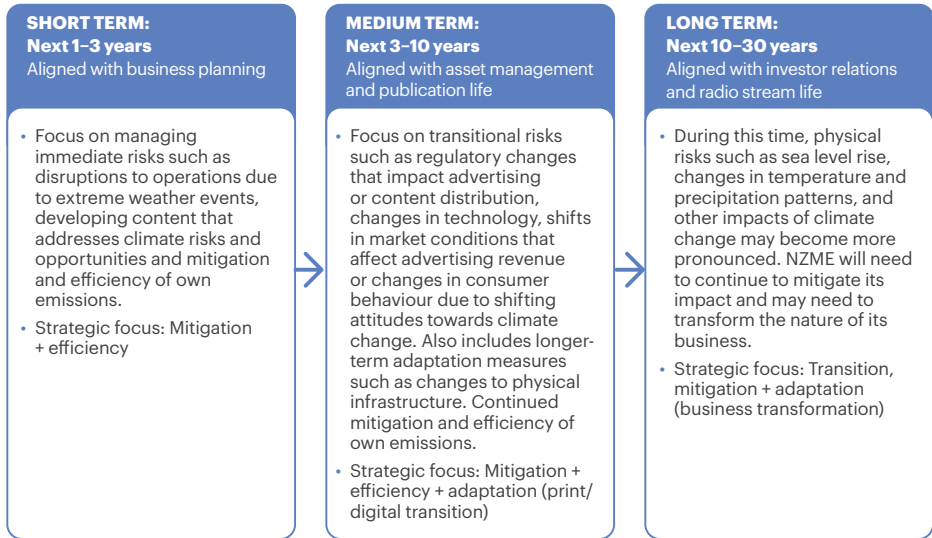 SHORT TERM:
Next 1–3 years
Aligned with business planning
• Focus on managing
immediate risks such as
disruptions to operations due
to extreme weather events,
developing content that
addresses climate risks and
opportunities and mitigation
and efficiency of own
emissions.
• Strategic focus: Mitigation
+ efficiency
MEDIUM TERM:
Next 3–10 years
Aligned with asset management
and publication life
• Focus on transitional risks
such as regulatory changes
that impact advertising
or content distribution,
changes in technology, shifts
in market conditions that
affect advertising revenue
or changes in consumer
behaviour due to shifting
attitudes towards climate
change. Also includes longer-
term adaptation measures
such as changes to physical
infrastructure. Continued
mitigation and efficiency of
own emissions.
• Strategic focus: Mitigation +
efficiency + adaptation (print/
digital transition)
LONG TERM:
Next 10–30 years
Aligned with investor relations
and radio stream life
• During this time, physical
risks such as sea level rise,
changes in temperature and
precipitation patterns, and
other impacts of climate
change may become more
pronounced. NZME will need
to continue to mitigate its
impact and may need to
transform the nature of its
business.
• Strategic focus: Transition,
mitigation + adaptation
(business transformation)